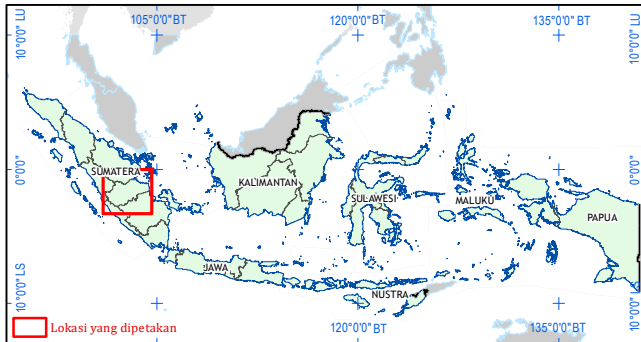 105°0'0"BT 120°0'0"BT 135°0'0"BT
10°0'0"LU 10°0'0"LU
SUMATERA
0°0'0" 0°0'0"
KALIMANTAN
SULAWESI
MALUKU
PAPUA
JAWA
NUSTRA
10°0'0"LS 10°0'0"LS
Lokasi yang dipetakan
120°0'0"BT 135°0'0"BT